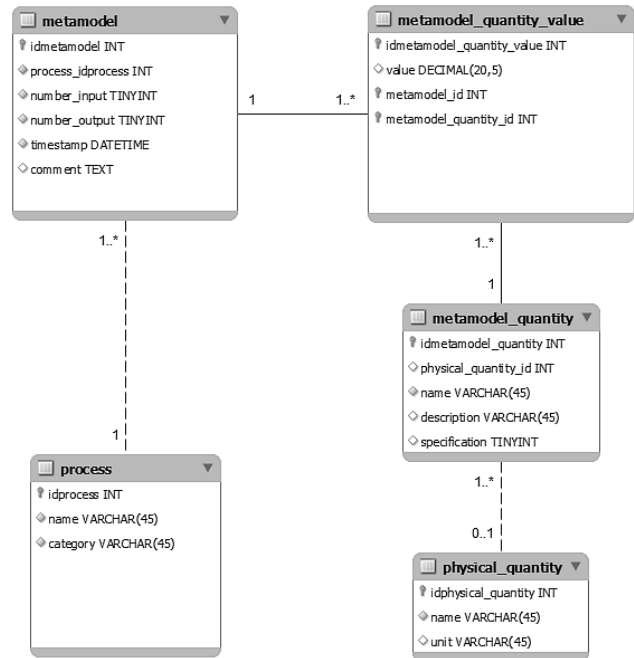 metamodel
idmetamodel INT
process_idprocess INT
number_input TINYINT
number_output TINYINT
timestamp DATETIME
comment TEXT
metamodel_quantity_value
idmetamodel_quantity_value INT
value DECIMAL(20,5)
metamodel_id INT
metamodel_quantity_id INT
1
1..*
1..*
1
1..*
1
metamodel_quantity
idmetamodel_quantity INT
physical_quantity_id INT
name VARCHAR(45)
description VARCHAR(45)
specification TINYINT
process
idprocess INT
name VARCHAR(45)
category VARCHAR(45)
1..*
0..1
physical_quantity
idphysical_quantity INT
name VARCHAR(45)
unit VARCHAR(45)